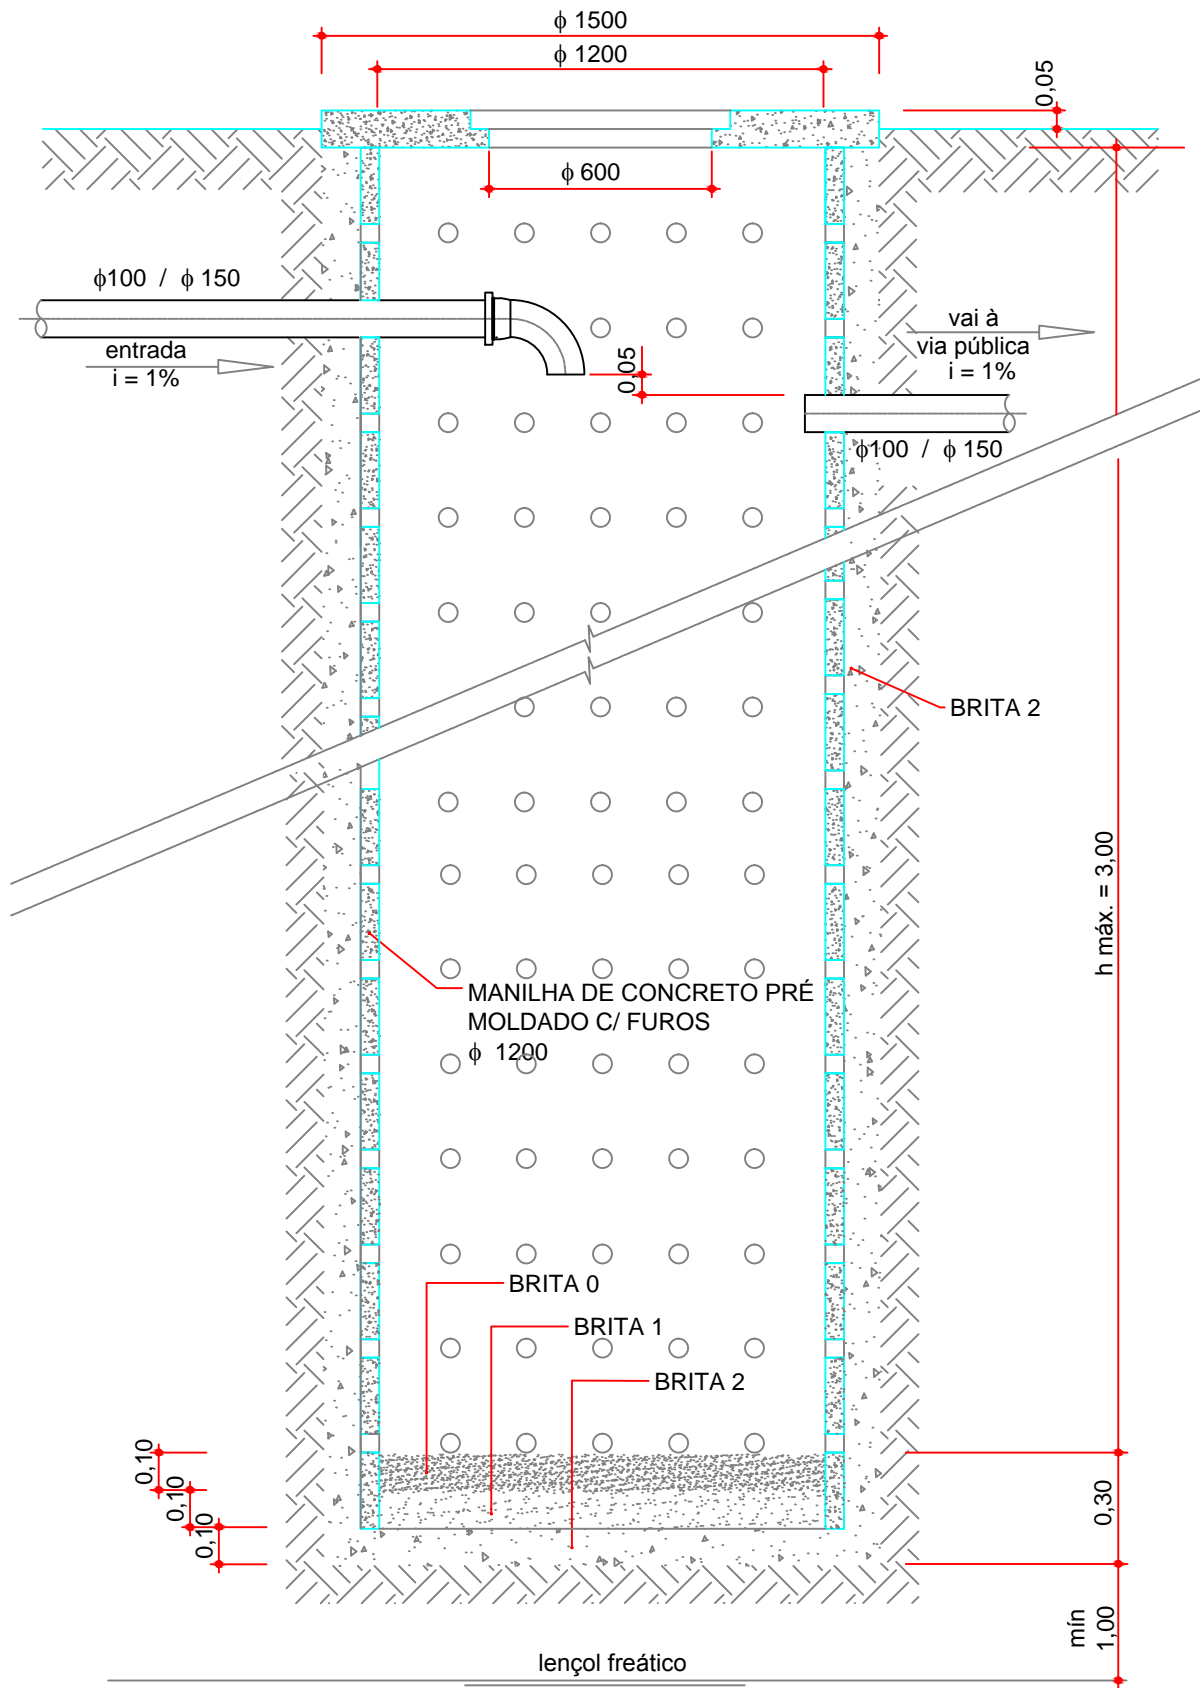 ϕ 1500
ϕ 1200
0,05
ϕ 600
ϕ100 / ϕ 150
entrada
i = 1%
vai à
via pública
i = 1%
0,05
ϕ100 / ϕ 150
BRITA 2
h máx. = 3,00
MANILHA DE CONCRETO PRÉ
MOLDADO C/ FUROS
ϕ 1200
BRITA 0
BRITA 1
BRITA 2
0,10
0,10
0,10
0,30
mín
1,00
lençol freático